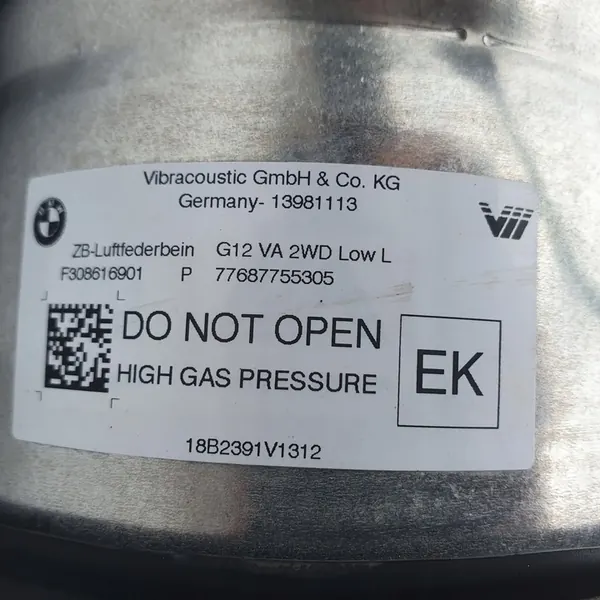 Vibracoustic GmbH & Co. KG
Germany- 13981113
ZB-Luftfederbein G12 VA 2WD Low L
F308616901 P 77687755305
DO NOT OPEN
HIGH GAS PRESSURE
EK
18B2391V1312